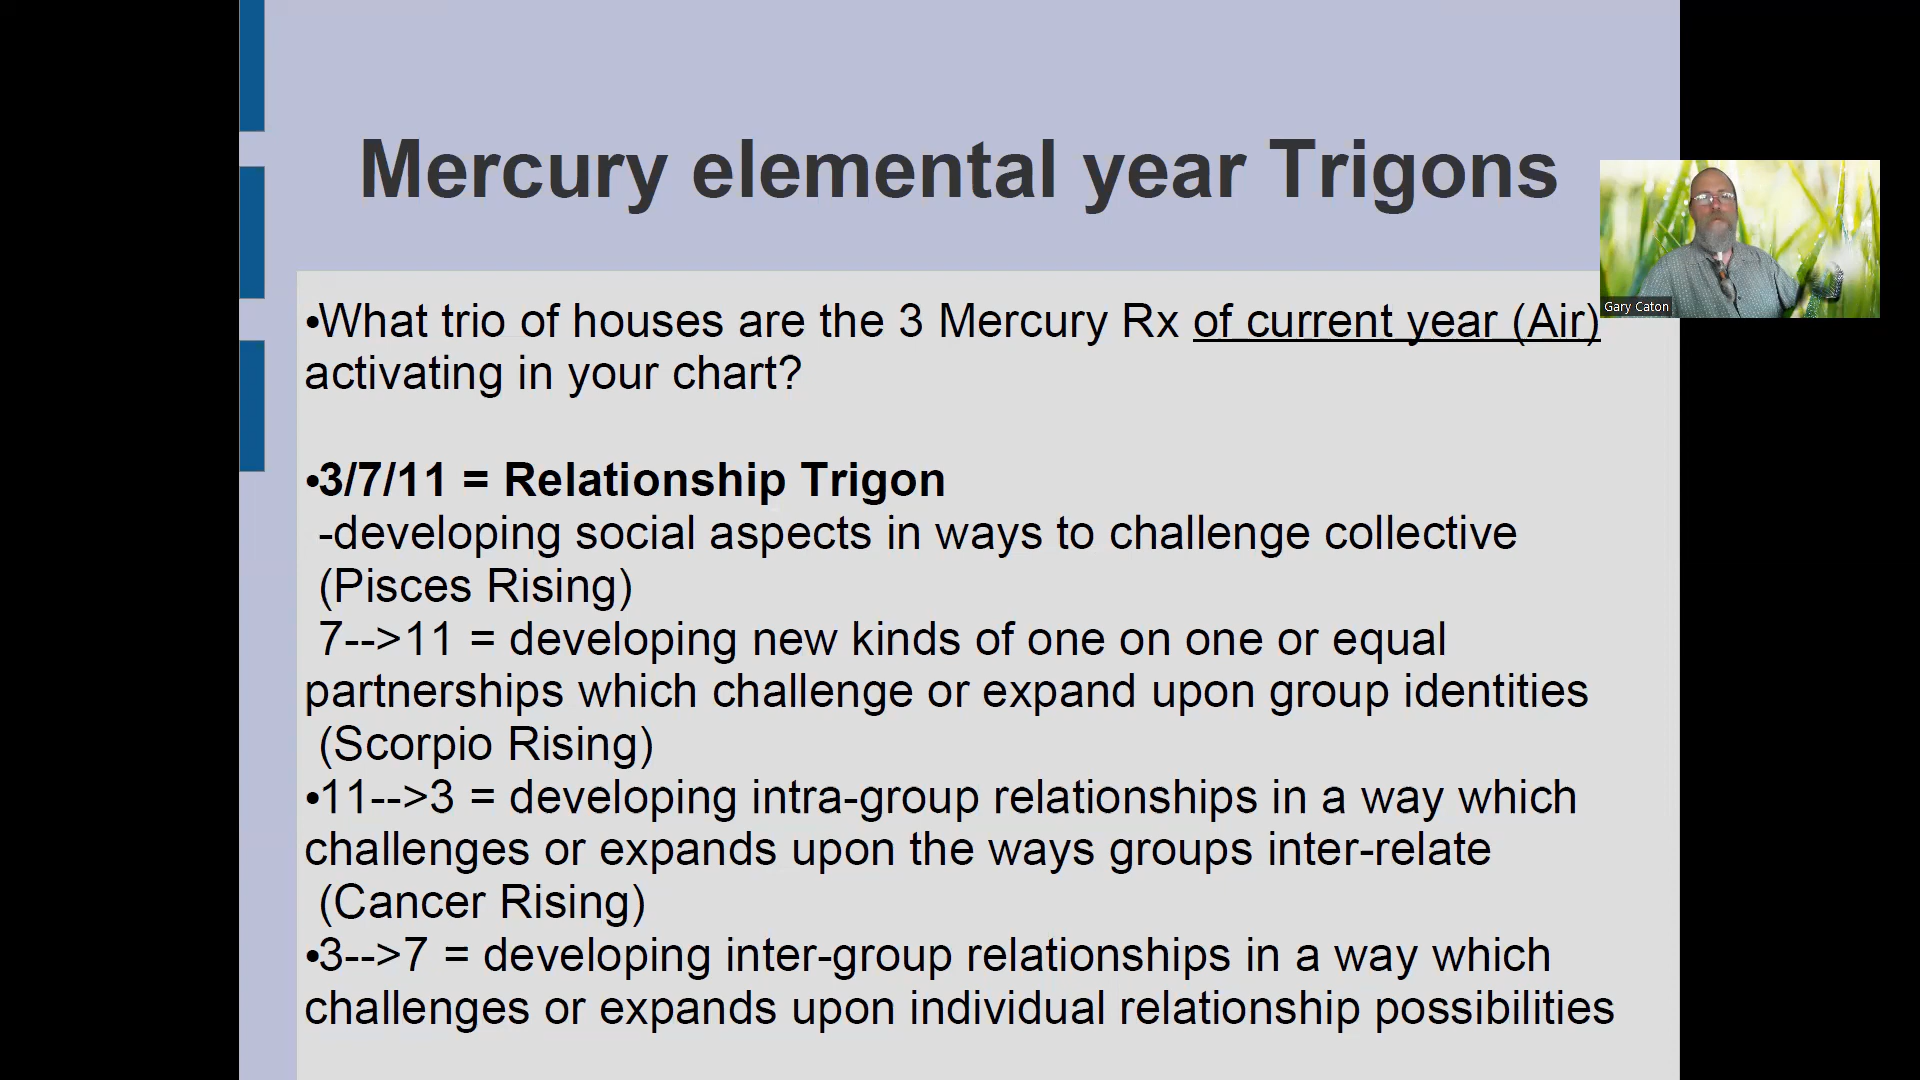 Mercury elemental year Trigons
•What trio of houses are the 3 Mercury Rx of current year (Air)
activating in your chart?
•3/7/11 = Relationship Trigon
-developing social aspects in ways to challenge collective
(Pisces Rising)
7-->11 = developing new kinds of one on one or equal
partnerships which challenge or expand upon group identities
(Scorpio Rising)
•11-->3 = developing intra-group relationships in a way which
challenges or expands upon the ways groups inter-relate
(Cancer Rising)
•3-->7 = developing inter-group relationships in a way which
challenges or expands upon individual relationship possibilities
Gary Caton